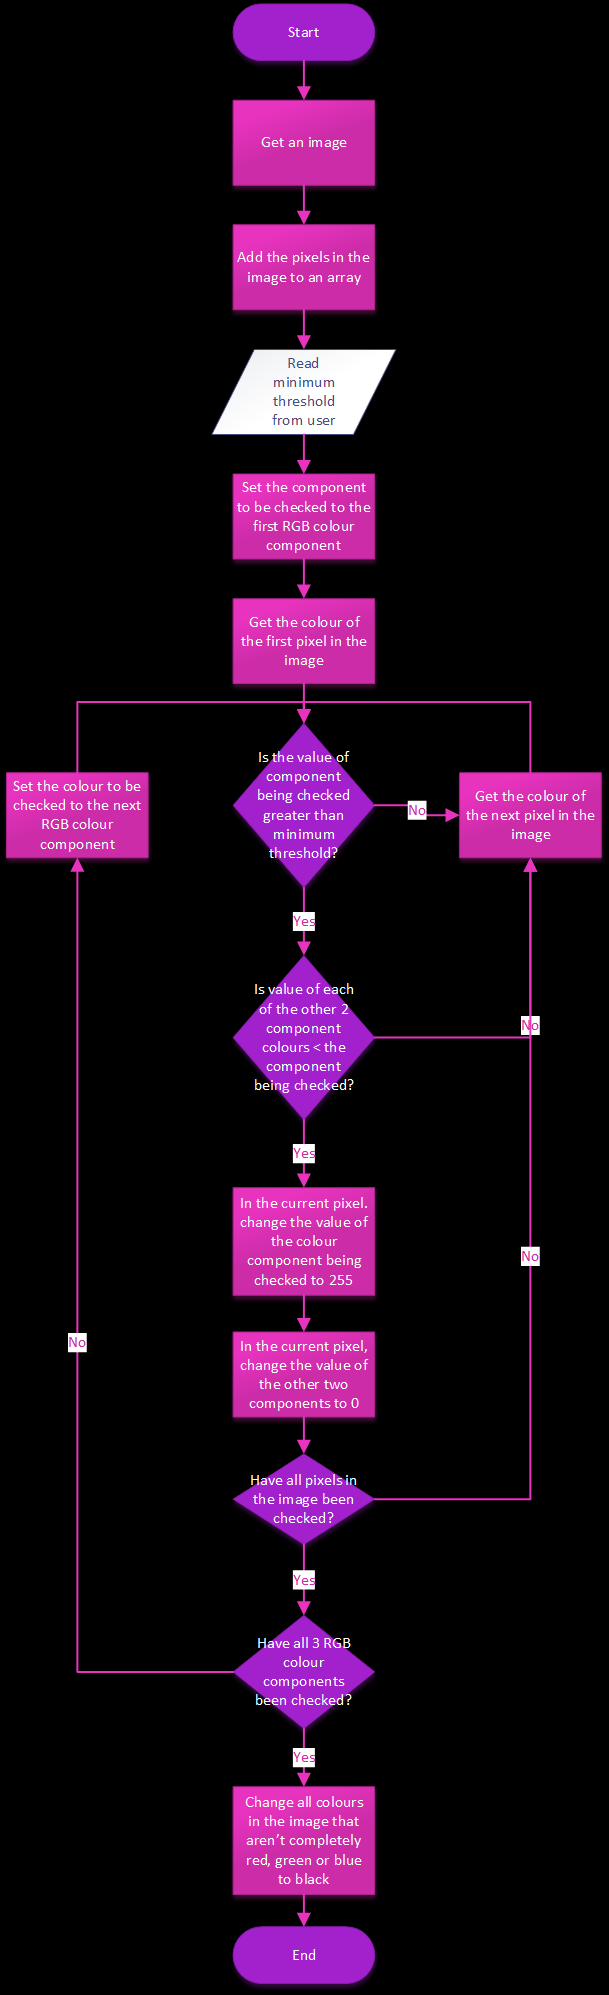 Start
Get an image
Add the pixels in the
image to an array
Read
minimum
threshold
from user
Set the component
to be checked to the
first RGB colour
component
Get the colour of
the first pixel in the
image
Is the value of
component
being checked
greater than
minimum
threshold?
No
Set the colour to be
checked to the next
RGB colour
component
Get the colour of
the next pixel in the
image
Yes
Is value of each
of the other 2
component
colours < the
component
being checked?
No
Yes
In the current pixel.
change the value of
the colour
component being
checked to 255
No
In the current pixel,
change the value of
the other two
components to 0
No
Have all pixels in
the image been
checked?
Yes
Have all 3 RGB
colour
components
been checked?
Yes
Change all colours
in the image that
aren't completely
red, green or blue
to black
End